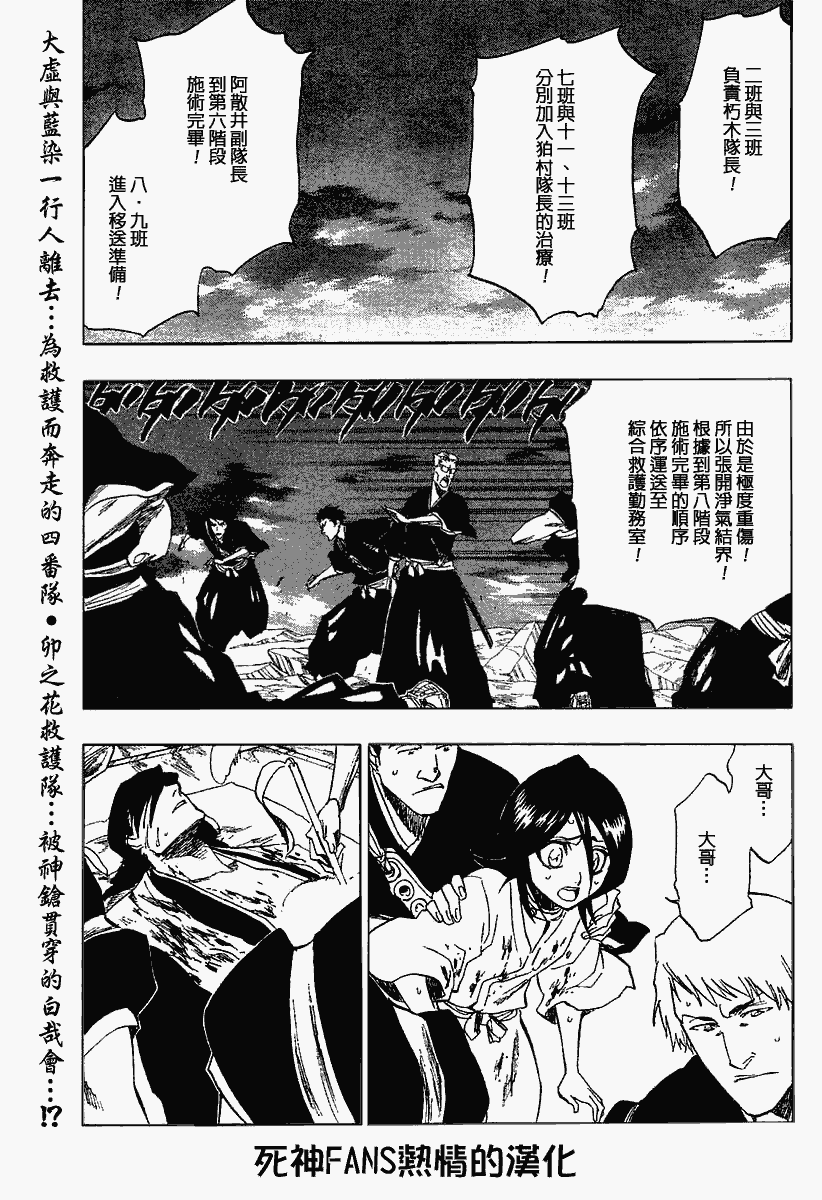 二班與三班
負責朽木隊長！
七班與十一、十三班
分別加入狛村隊長的治療！
阿散井副隊長
到第六階段
施術完畢！
八．九班
進入移送準備！
由於是極度重傷！
所以張開淨氣結界！
根據到第八階段
施術完畢的順序
依序運送至
綜合救護勤務室！
大哥…
大哥…
大虛與藍染一行人離去…為救護而奔走的四番隊●卯之花救護隊…被神鎗貫穿的白哉會…!?
死神FANS熱情的漢化